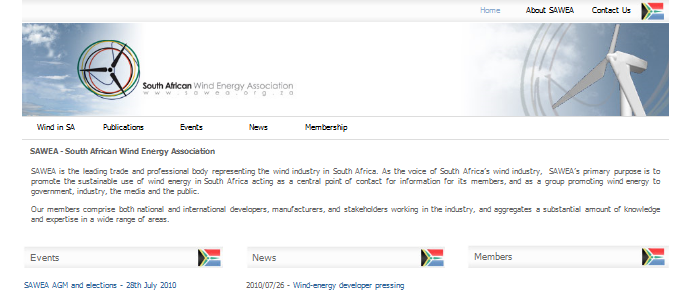 Home About SAWEA Contact Us
South African Wind Energy Association
www.sawea.org.za
Wind in SA Publications Events News Membership
SAWEA - South African Wind Energy Association
SAWEA is the leading trade and professional body representing the wind industry in South Africa. As the voice of South Africa's wind industry, SAWEA's primary purpose is to
promote the sustainable use of wind energy in South Africa acting as a central point of contact for information for its members, and as a group promoting wind energy to
government, industry, the media and the public.
Our members comprise both national and international developers, manufacturers, and stakeholders working in the industry, and aggregates a substantial amount of knowledge
and expertise in a wide range of areas.
Events News Members
SAWEA AGM and elections - 28th July 2010 2010/07/26 - Wind-energy developer pressing